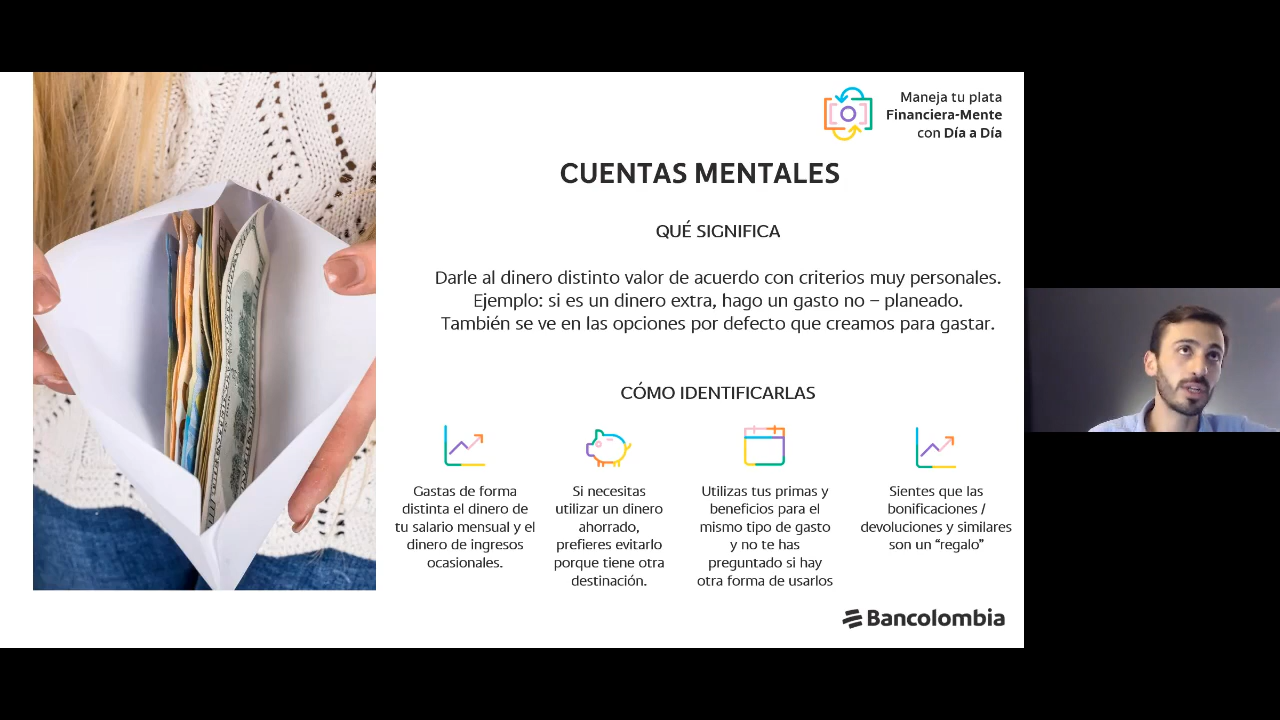 Maneja tu plata
Financiera-Mente
con Día a Día
CUENTAS MENTALES
QUÉ SIGNIFICA
Darle al dinero distinto valor de acuerdo con criterios muy personales.
Ejemplo: si es un dinero extra, hago un gasto no – planeado.
También se ve en las opciones por defecto que creamos para gastar.
CÓMO IDENTIFICARLAS
Gastas de forma
distinta el dinero de
tu salario mensual y el
dinero de ingresos
ocasionales.
Si necesitas
utilizar un dinero
ahorrado,
prefieres evitarlo
porque tiene otra
destinación.
Utilizas tus primas y
beneficios para el
mismo tipo de gasto
y no te has
preguntado si hay
otra forma de usarlos
Sientes que las
bonificaciones /
devoluciones y similares
son un “regalo”
Bancolombia